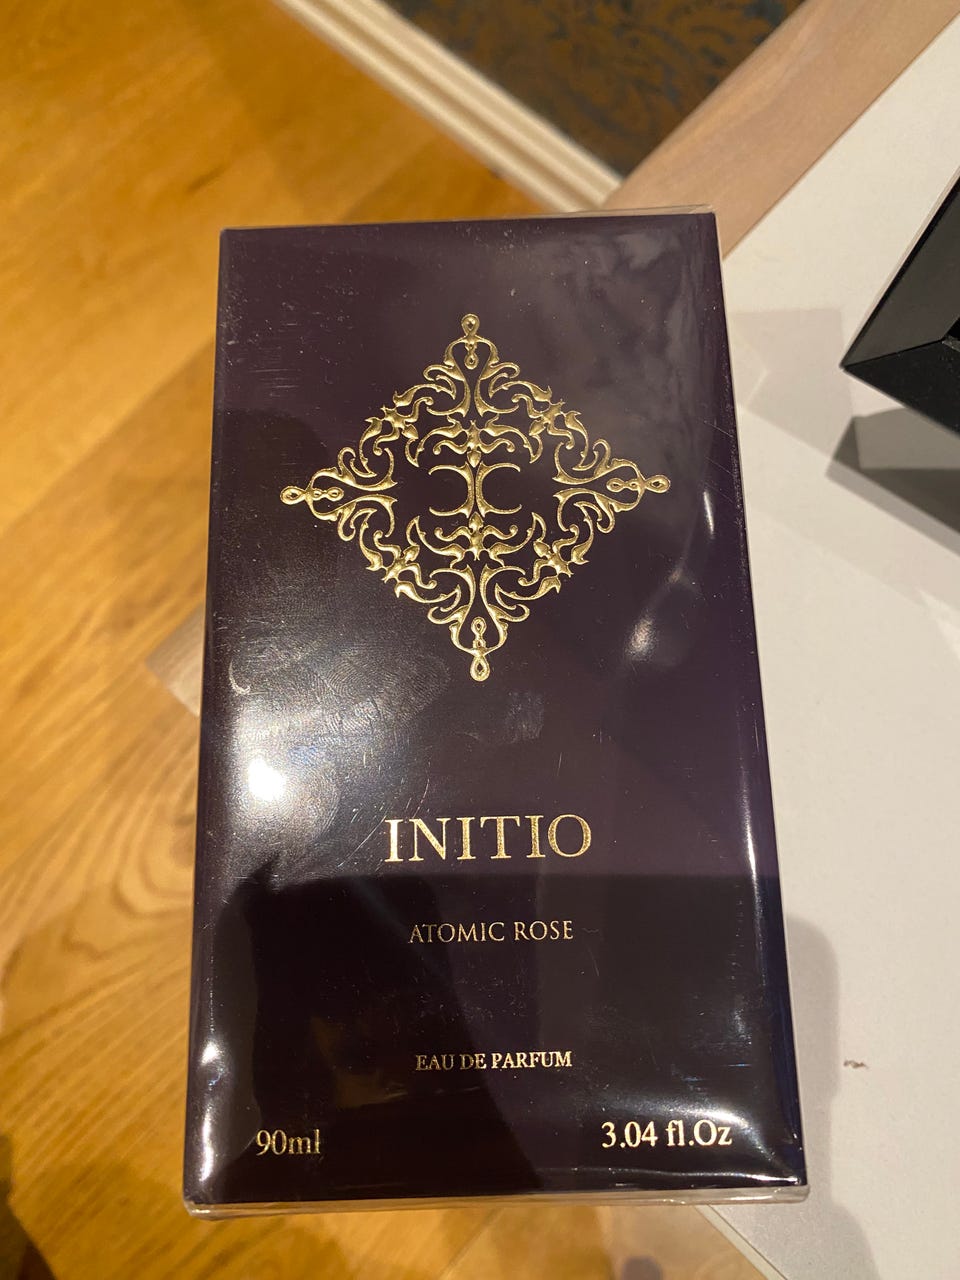 INITIO
ATOMIC ROSE
EAU DE PARFUM
90ml 3.04 fl.Oz